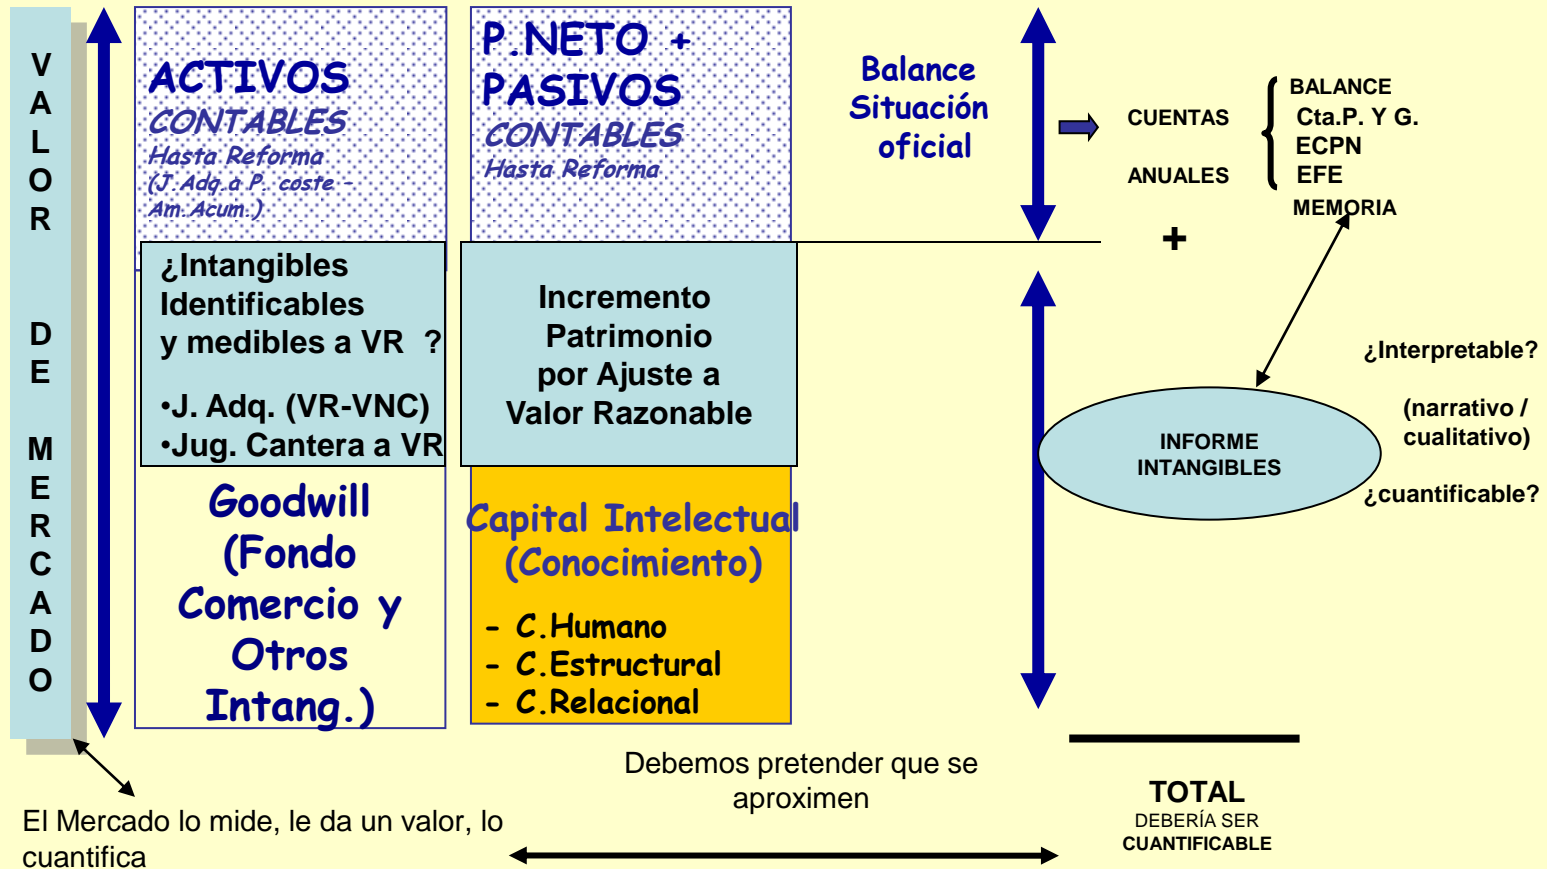 V
A
L
O
R
D
E
M
E
R
C
A
D
O
ACTIVOS
CONTABLES
Hasta Reforma
(J Adq.a P. coste –
Am.Acum.)
¿Intangibles
Identificables
y medibles a VR ?
•J. Adq. (VR-VNC)
•Jug. Cantera a VR
Goodwill
(Fondo
Comercio y
Otros
Intang.)
P.NETO +
PASIVOS
CONTABLES
Hasta Reforma
Incremento
Patrimonio
por Ajuste a
Valor Razonable
Capital Intelectual
(Conocimiento)
- C.Humano
- C.Estructural
- C.Relacional
Balance
Situación
oficial
CUENTAS
ANUALES
BALANCE
Cta.P. Y G.
ECPN
EFE
MEMORIA
+
INFORME
INTANGIBLES
¿Interpretable?
(narrativo /
cualitativo)
¿cuantificable?
El Mercado lo mide, le da un valor, lo
cuantifica
Debemos pretender que se
aproximen
TOTAL
DEBERÍA SER
CUANTIFICABLE